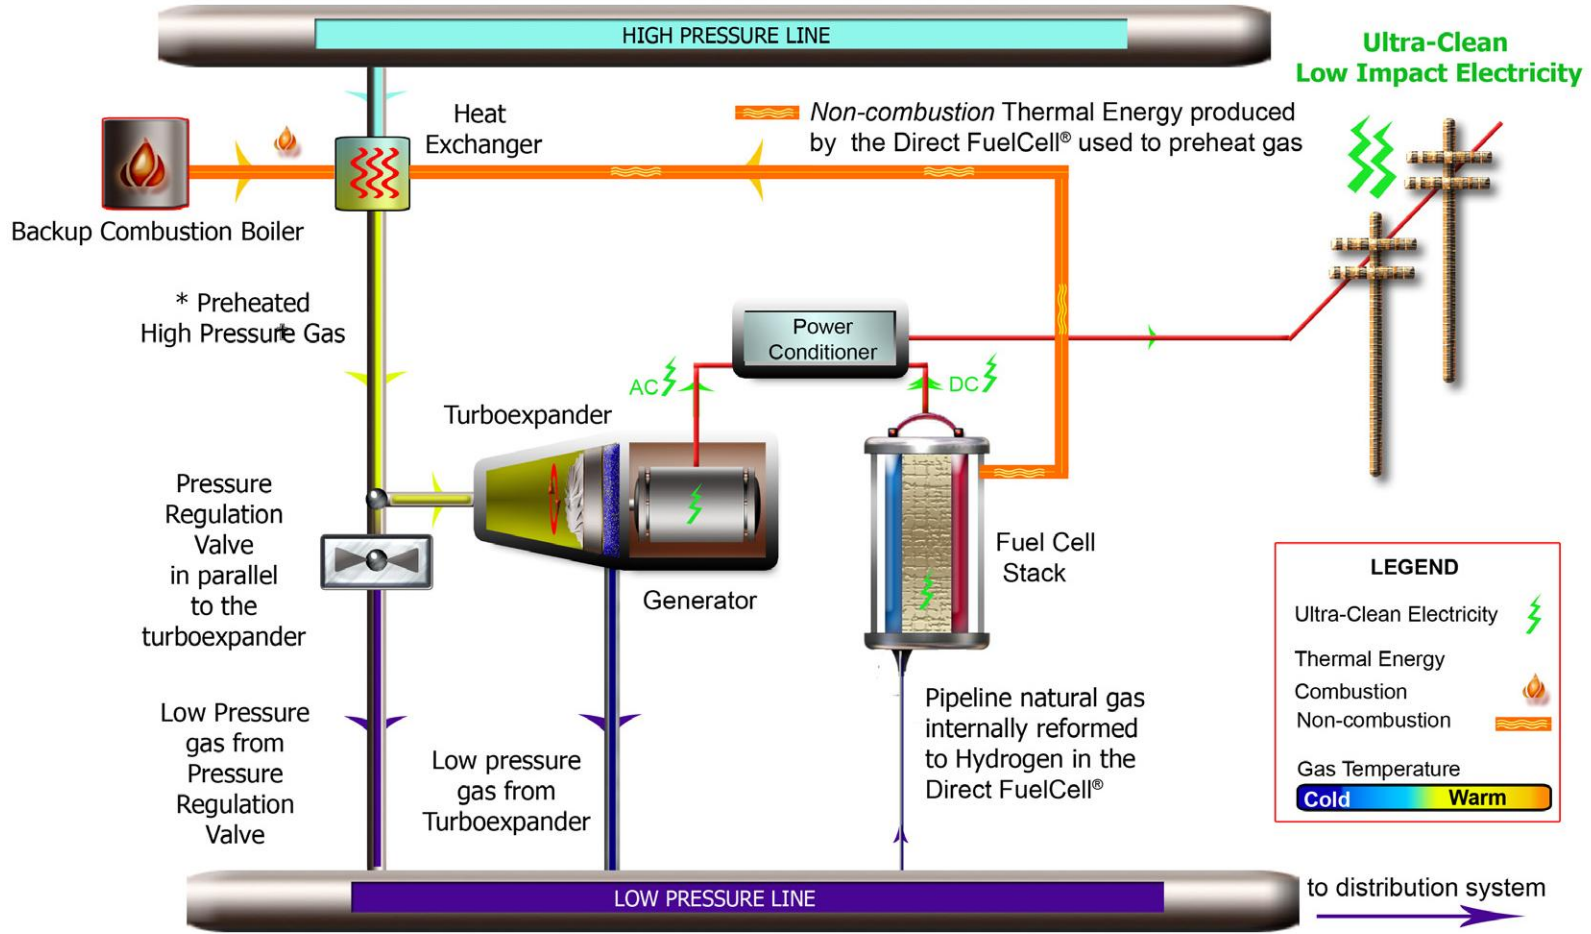 HIGH PRESSURE LINE
Ultra-Clean
Low Impact Electricity
Heat
Exchanger
Non-combustion Thermal Energy produced
by the Direct FuelCell® used to preheat gas
Backup Combustion Boiler
* Preheated
High Pressure Gas
Power
Conditioner
AC
DC
Turboexpander
Pressure
Regulation
Valve
in parallel
to the
turboexpander
Generator
Fuel Cell
Stack
LEGEND
Ultra-Clean Electricity
Thermal Energy
Combustion
Non-combustion
Gas Temperature
Cold
Warm
Low Pressure
gas from
Pressure
Regulation
Valve
Low pressure
gas from
Turboexpander
Pipeline natural gas
internally reformed
to Hydrogen in the
Direct FuelCell®
LOW PRESSURE LINE
to distribution system